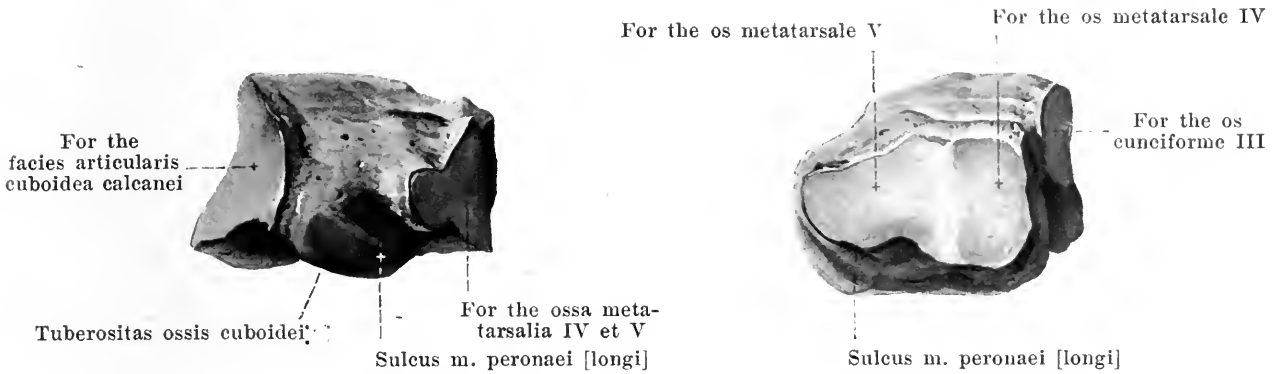 For the
facies articularis
cuboidea calcanei
Tuberositas ossis cuboidei
Sulcus m. peronaei [longi]
For the ossa meta-
tarsalia IV et V
For the os metatarsale V
For the os metatarsale IV
For the os
cuneiforme III
Sulcus m. peronaei [longi]